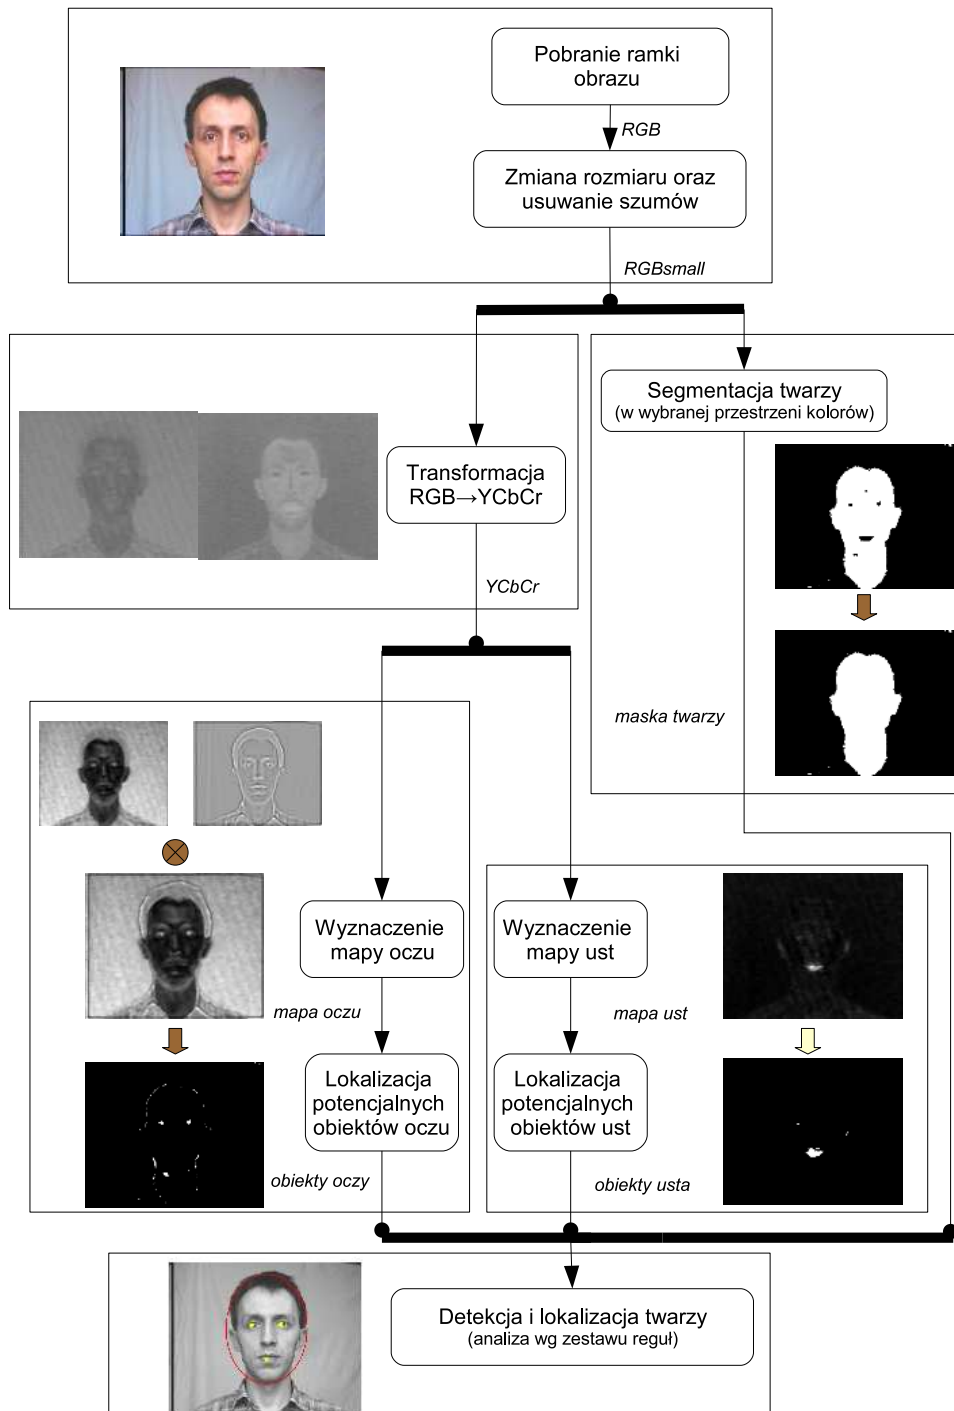 Pobranie ramki
obrazu
RGB
Zmiana rozmiaru oraz
usuwanie szumów
RGBsmall
Segmentacja twarzy
(w wybranej przestrzeni kolorów)
Transformacja
RGB→YCbCr
YCbCr
maska twarzy
Wyznaczenie
mapy oczu
Wyznaczenie
mapy ust
mapa oczu
mapa ust
Lokalizacja
potencjalnych
obiektów oczu
Lokalizacja
potencjalnych
obiektów ust
obiekty oczy
obiekty usta
Detekcja i lokalizacja twarzy
(analiza wg zestawu reguł)